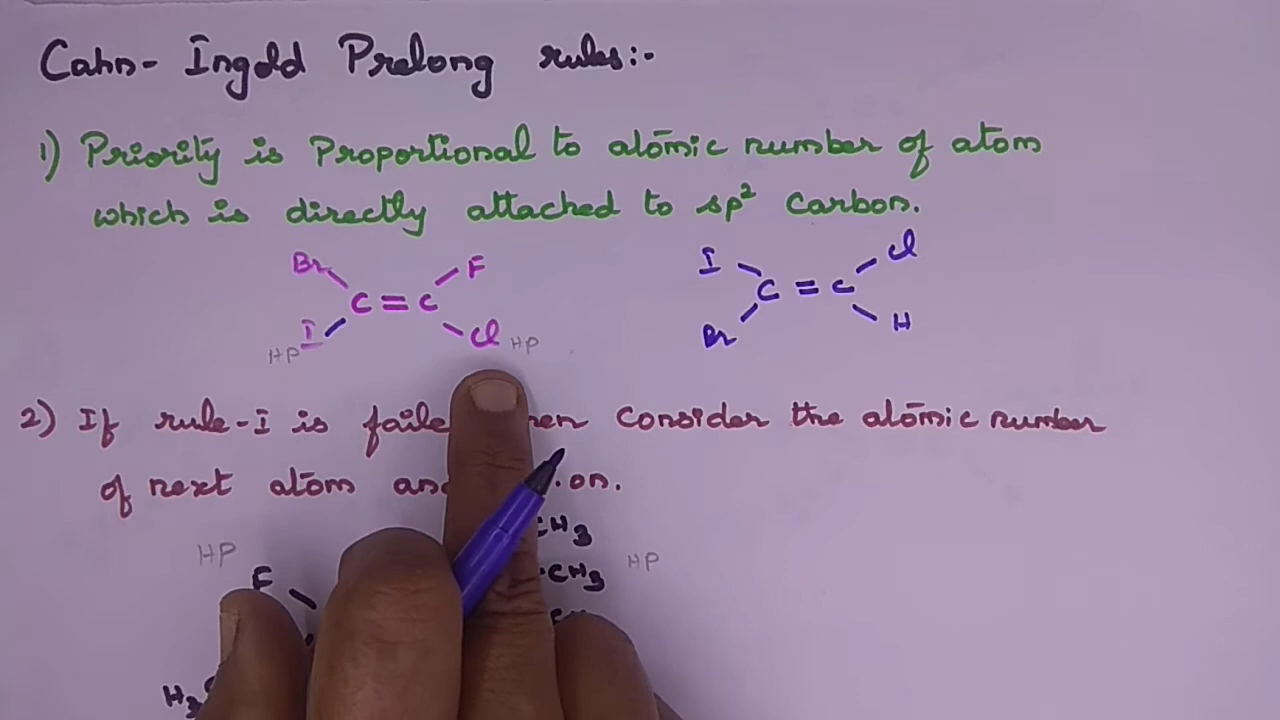 Cahn-Ingold Prelong rules:-
1) Priority is Proportional to atomic number of atom
which is directly attached to sp² carbon.
Br F I Cl
C = C C = C
I Cl Br H
HP HP
2) If rule-I is then consider the atomic number
of next atom on.
CH3
HP CH3 HP
F